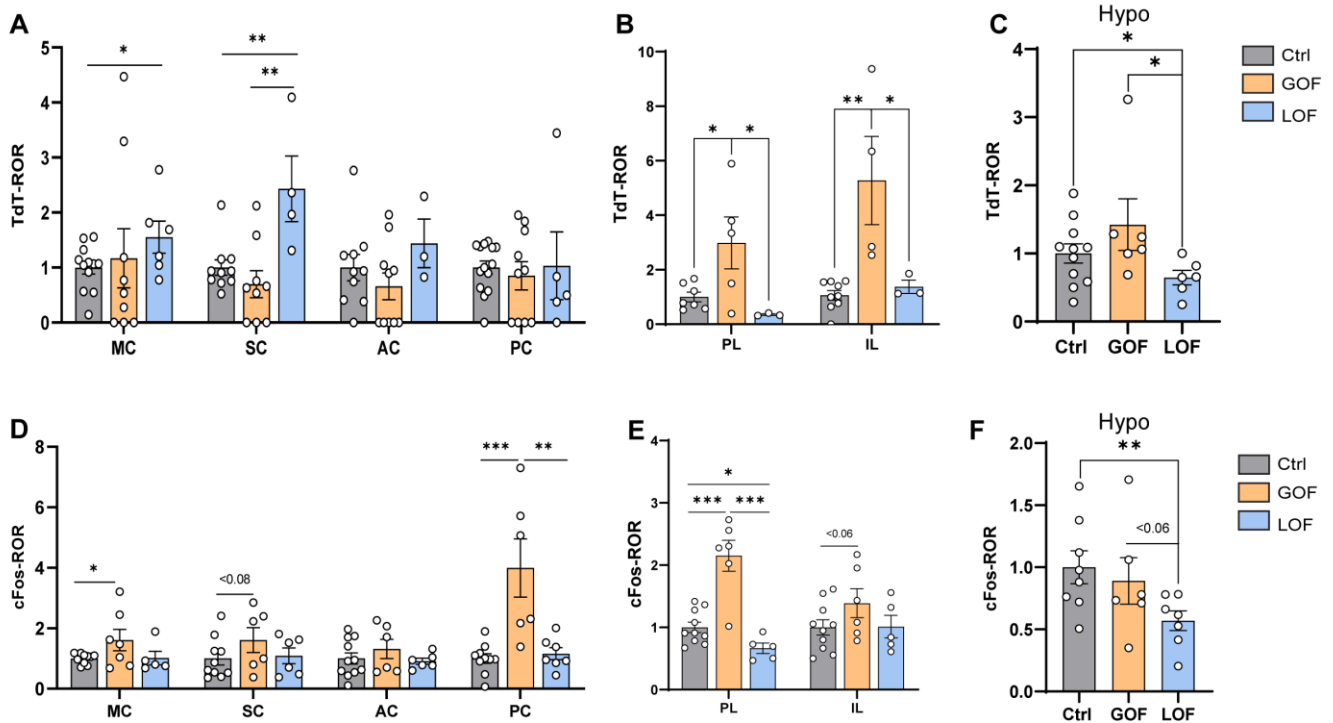 A
TdT-ROR
5
4
3
2
1
0
*
**
**
MC SC AC PC
B
TdT-ROR
10
8
6
4
2
0
* *
** *
PL IL
C
Hypo
TdT-ROR
4
3
2
1
0
*
*
Ctrl GOF LOF
Ctrl
GOF
LOF
D
cFos-ROR
8
6
4
2
0
*
<0.08
*** **
MC SC AC PC
E
cFos-ROR
4
3
2
1
0
*
*** ***
<0.06
PL IL
F
Hypo
cFos-ROR
2.0
1.5
1.0
0.5
0.0
**
<0.06
Ctrl GOF LOF
Ctrl
GOF
LOF